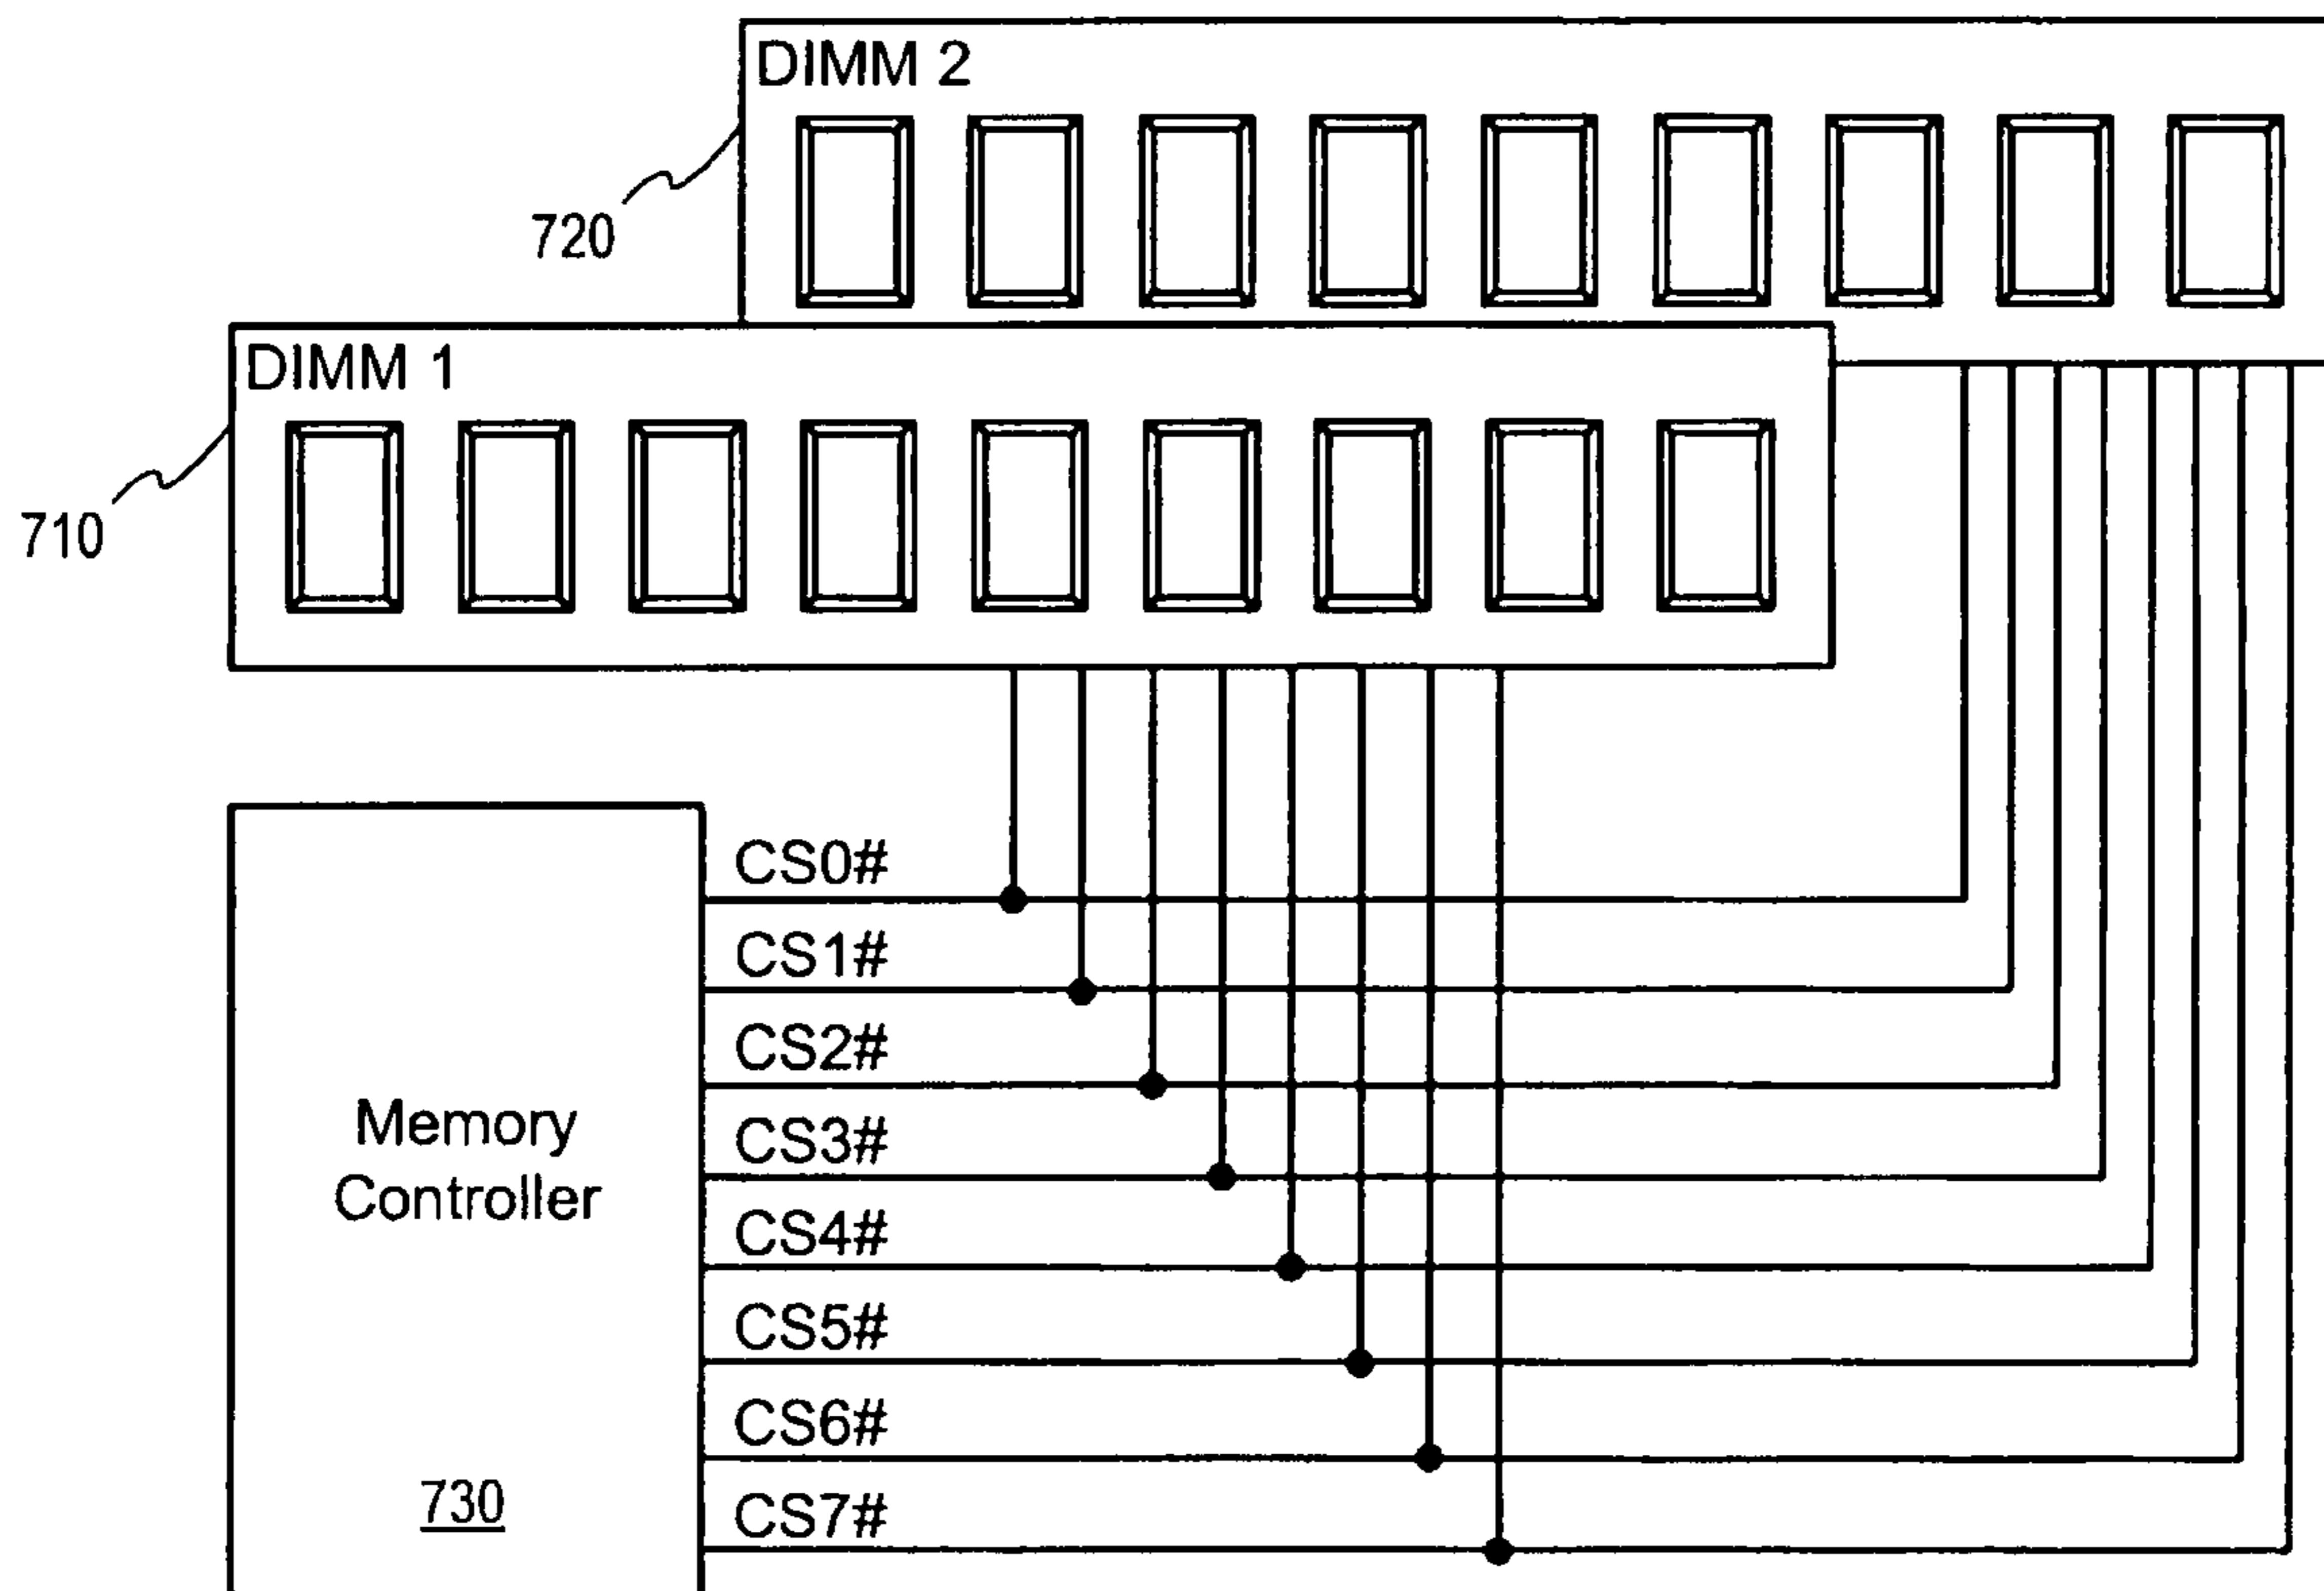 DIMM 2
720
DIMM 1
710
CS0#
CS1#
CS2#
CS3#
CS4#
CS5#
CS6#
CS7#
Memory
Controller
730